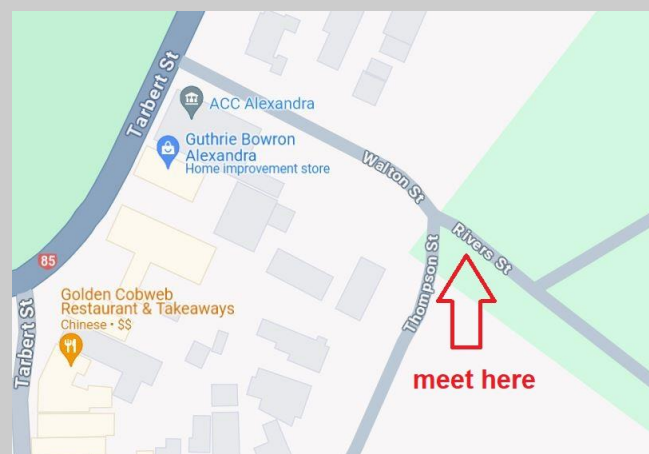 Tarbert St
ACC Alexandra
Guthrie Bowron
Alexandra
Home improvement store
Walton St
Rivers St
Thompson St
85
Golden Cobweb
Restaurant & Takeaways
Chinese • $$
Tarbert St
meet here